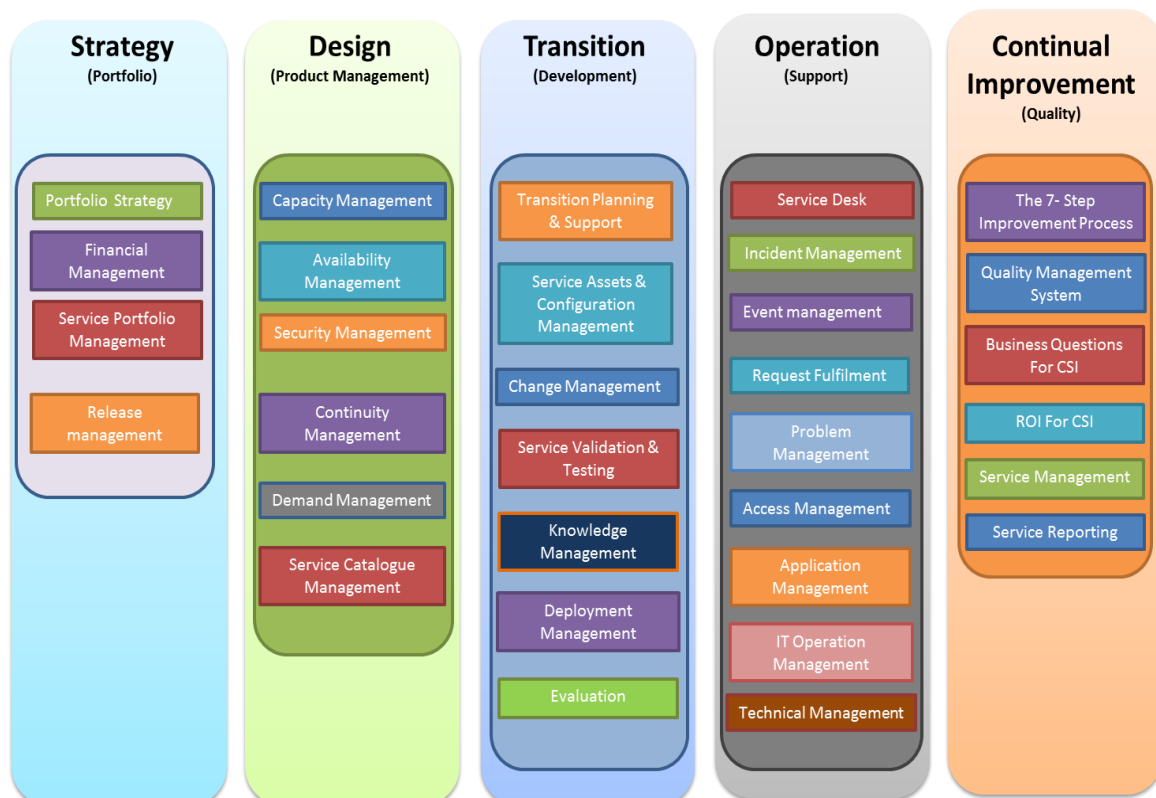 Strategy
(Portfolio)
Portfolio Strategy
Financial
Management
Service Portfolio
Management
Release
management
Design
(Product Management)
Capacity Management
Availability
Management
Security Management
Continuity
Management
Demand Management
Service Catalogue
Management
Transition
(Development)
Transition Planning
& Support
Service Assets &
Configuration
Management
Change Management
Service Validation &
Testing
Knowledge
Management
Deployment
Management
Evaluation
Operation
(Support)
Service Desk
Incident Management
Event management
Request Fulfilment
Problem
Management
Access Management
Application
Management
IT Operation
Management
Technical Management
Continual
Improvement
(Quality)
The 7- Step
Improvement Process
Quality Management
System
Business Questions
For CSI
ROI For CSI
Service Management
Service Reporting